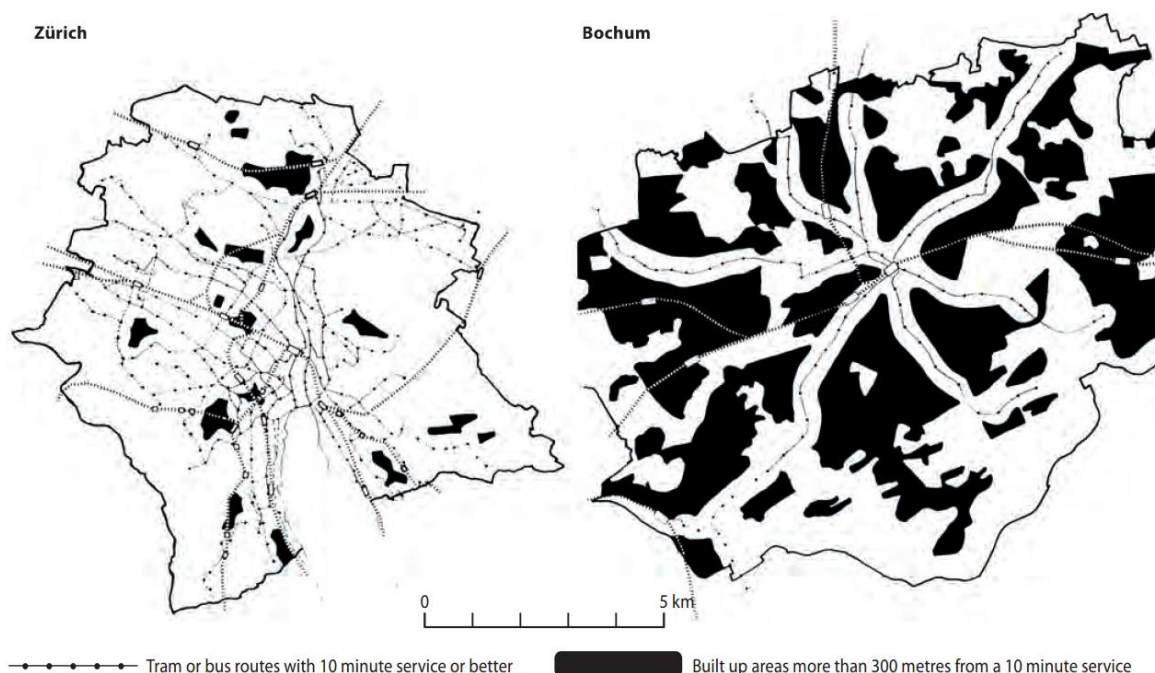 Zürich
Bochum
0 5 km
Tram or bus routes with 10 minute service or better
Built up areas more than 300 metres from a 10 minute service